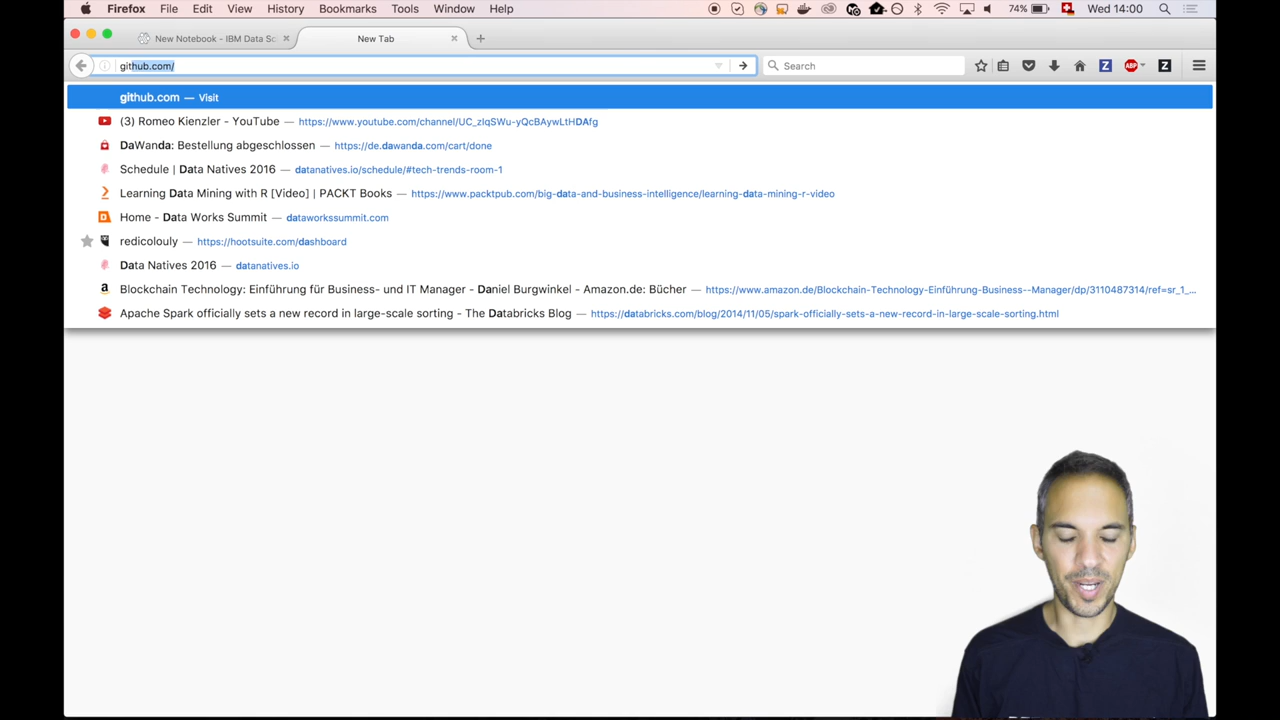 Firefox File Edit View History Bookmarks Tools Window Help 74% Wed 14:00
New Notebook - IBM Data Sc New Tab
github.com/ Search
github.com — Visit
(3) Romeo Kienzler - YouTube — https://www.youtube.com/channel/UC_zIqSWu-yQcBAywLtHDAfg
DaWanda: Bestellung abgeschlossen — https://de.dawanda.com/cart/done
Schedule | Data Natives 2016 — datanatives.io/schedule/#tech-trends-room-1
Learning Data Mining with R [Video] | PACKT Books — https://www.packtpub.com/big-data-and-business-intelligence/learning-data-mining-r-video
Home - Data Works Summit — dataworkssummit.com
redicolouly — https://hootsuite.com/dashboard
Data Natives 2016 — datanatives.io
Blockchain Technology: Einführung für Business- und IT Manager - Daniel Burgwinkel - Amazon.de: Bücher — https://www.amazon.de/Blockchain-Technology-Einführung-Business--Manager/dp/3110487314/ref=sr_1_...
Apache Spark officially sets a new record in large-scale sorting - The Databricks Blog — https://databricks.com/blog/2014/11/05/spark-officially-sets-a-new-record-in-large-scale-sorting.html